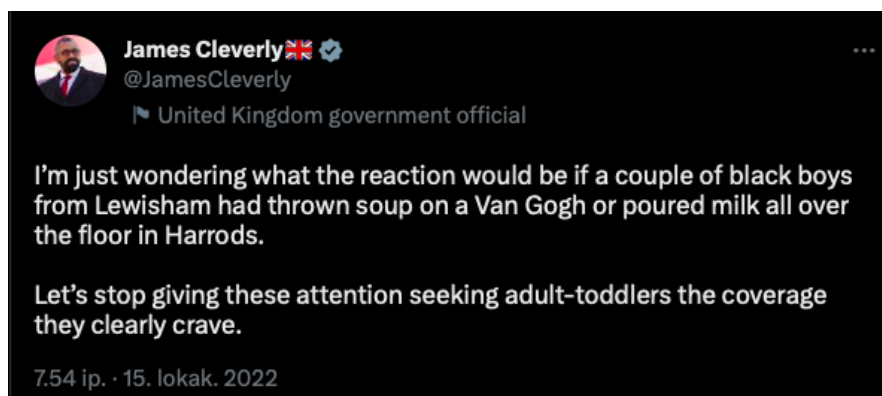 James Cleverly🇬🇧
@JamesCleverly
United Kingdom government official
I’m just wondering what the reaction would be if a couple of black boys
from Lewisham had thrown soup on a Van Gogh or poured milk all over
the floor in Harrods.
Let’s stop giving these attention seeking adult-toddlers the coverage
they clearly crave.
7.54 ip. · 15. lokak. 2022